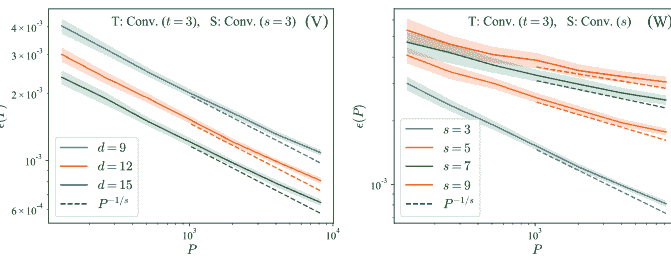 T: Conv. (t = 3), S: Conv. (s = 3) (V)
4 × 10⁻³
3 × 10⁻³
2 × 10⁻³
10⁻³
6 × 10⁻⁴
d = 9
d = 12
d = 15
P⁻¹/ˢ
10³
10⁴
P
T: Conv. (t = 3), S: Conv. (s) (W)
ϵ(P)
10⁻³
s = 3
s = 5
s = 7
s = 9
P⁻¹/ˢ
10³
P